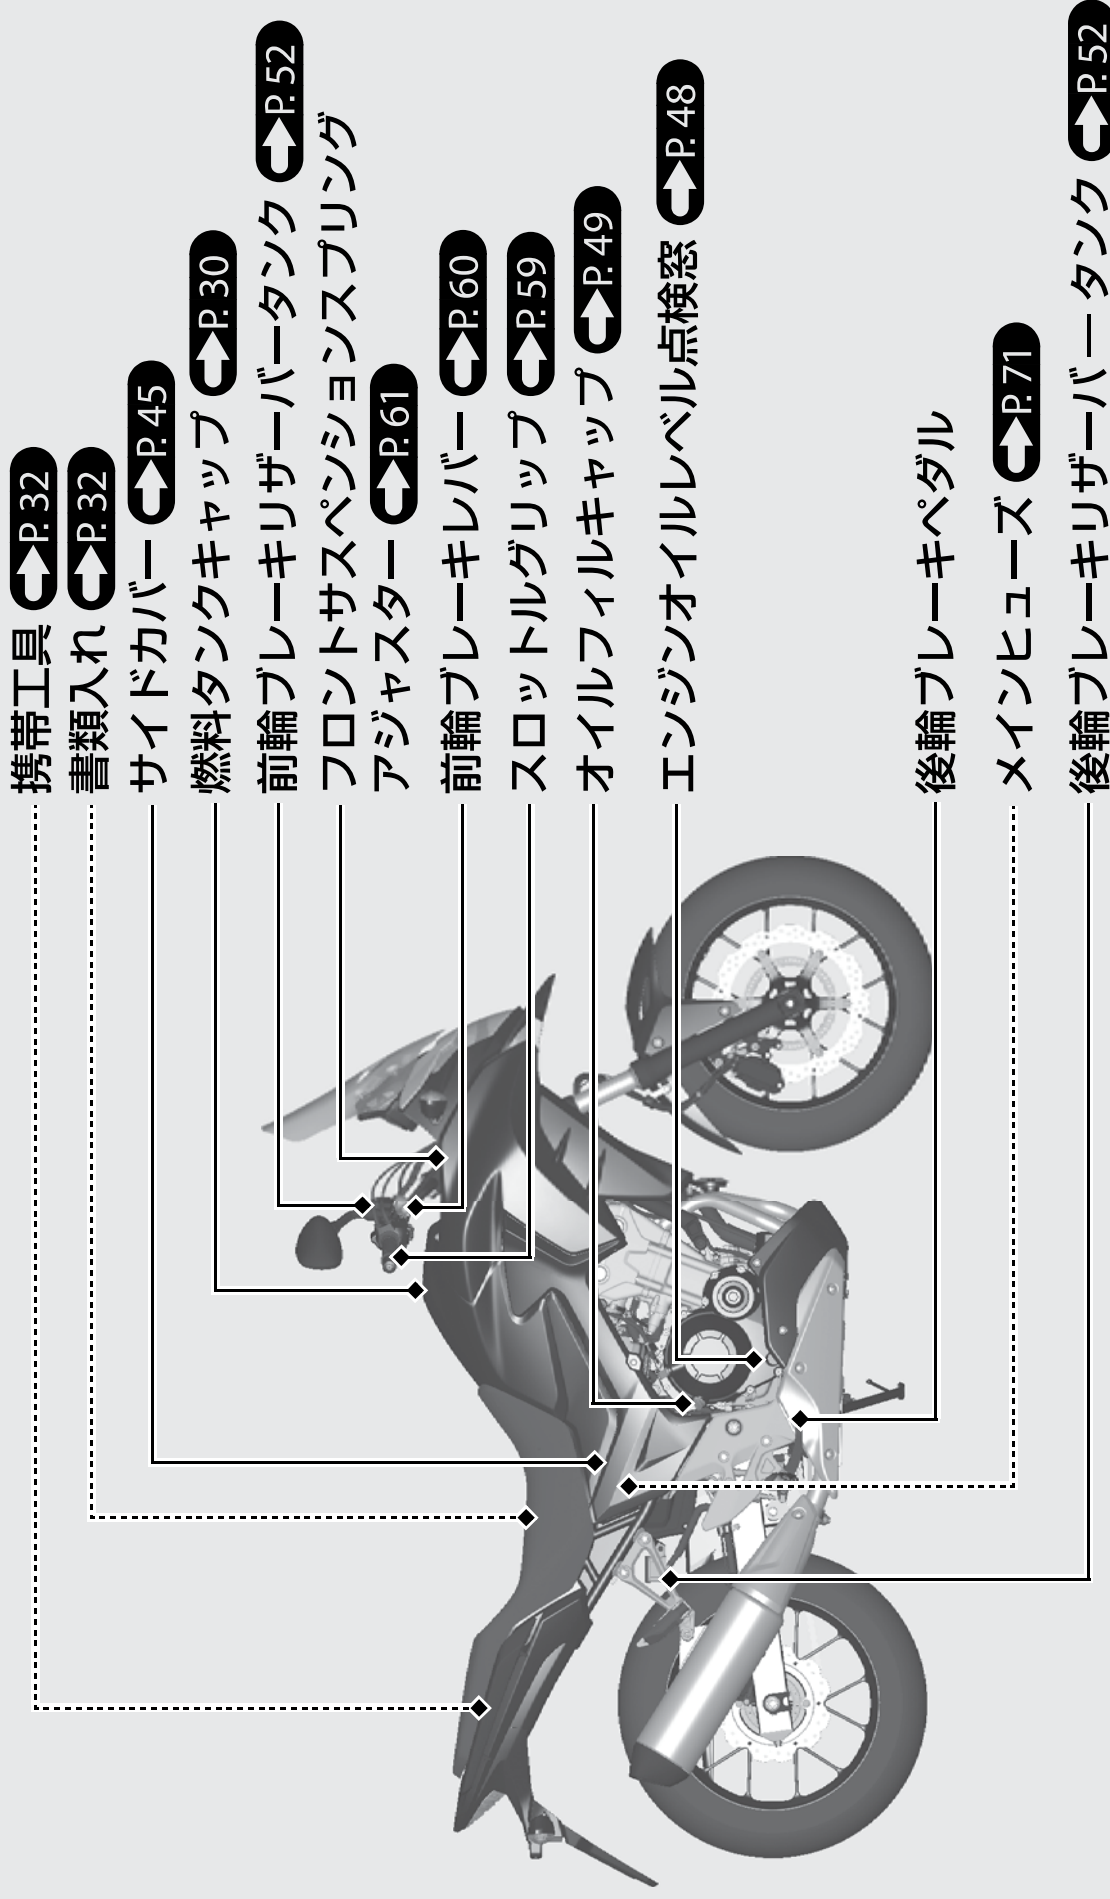 携帯工具 P. 32
書類入れ P. 32
サイドカバー P. 45
燃料タンクキャップ P. 30
前輪ブレーキリザーバータンク P. 52
フロントサスペンションスプリング
アジャスター P. 61
前輪ブレーキレバー P. 60
スロットルグリップ P. 59
オイルフィルキャップ P. 49
エンジンオイルレベル点検窓 P. 48
後輪ブレーキペダル
メインヒューズ P. 71
後輪ブレーキリザーバー タンク P. 52